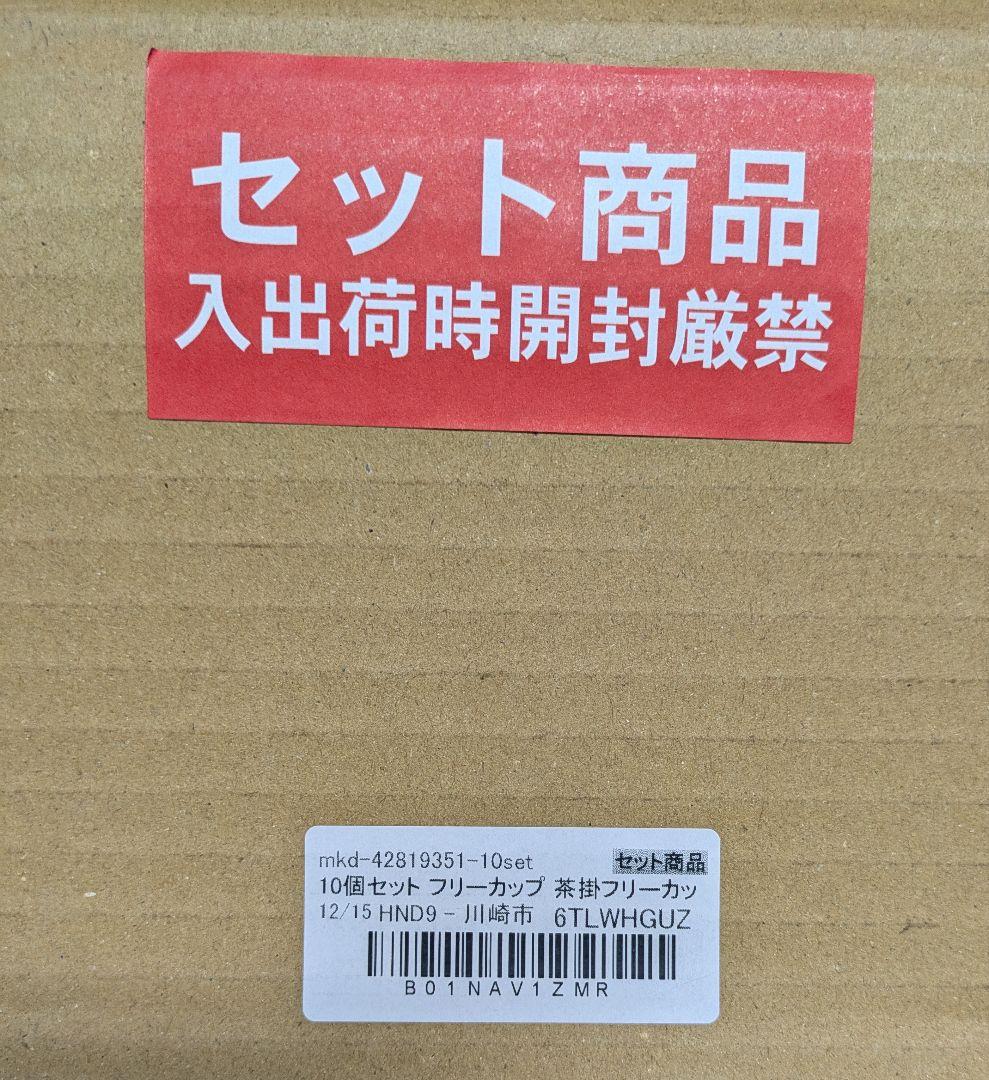 セット商品
入出荷時開封厳禁
mkd-42819351-10set セット商品
10個セット フリーカップ 茶掛フリーカッ
12/15 HND9 - 川崎市 6TLWHGUZ
B01NAV1ZMR